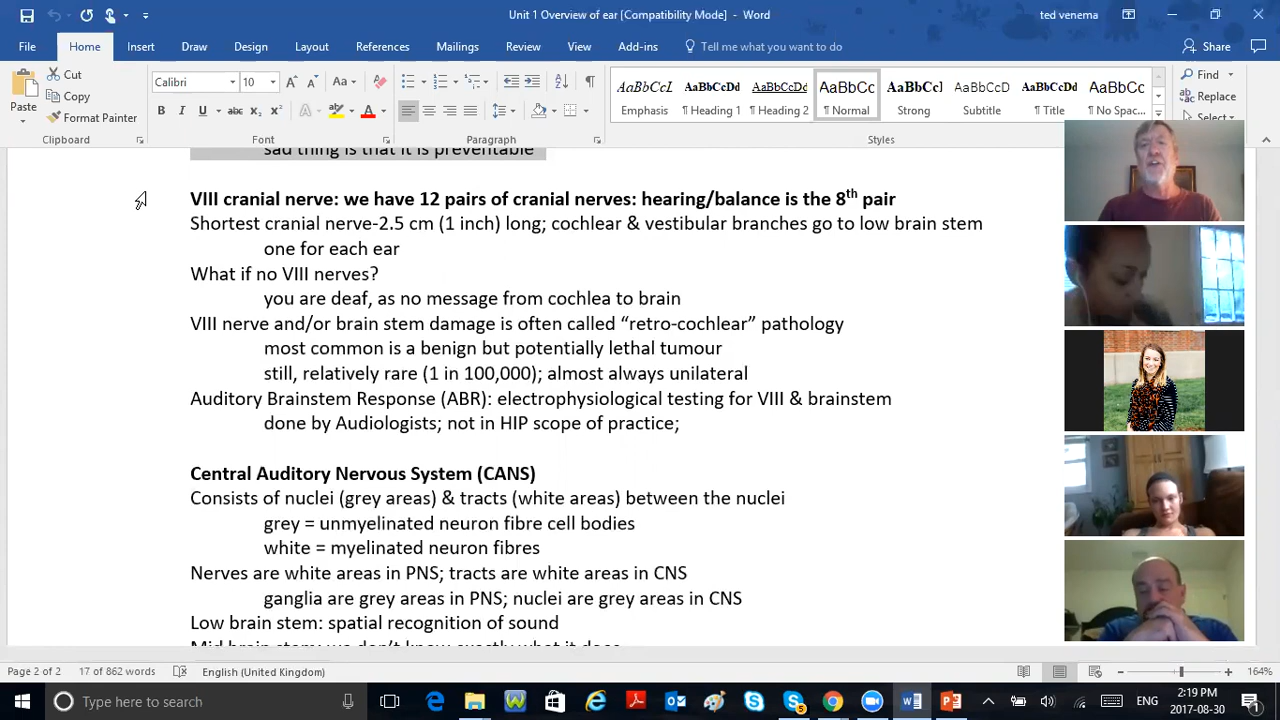 Unit 1 Overview of ear [Compatibility Mode] - Word
ted venema
File Home Insert Draw Design Layout References Mailings Review View Add-ins Tell me what you want to do Share
Paste
Cut
Copy
Format Painter
Clipboard
Calibri 10
Font
Paragraph
AaBbCcI Emphasis
AaBbCcDd Heading 1
AaBbCcDd Heading 2
AaBbCc ¶ Normal
AaBbCc Strong
AaBbCcDd Subtitle
AaBbCcDd ¶ Title
AaBbCc ¶ No Spac...
Styles
Find
Replace
Select
sad thing is that it is preventable
VIII cranial nerve: we have 12 pairs of cranial nerves: hearing/balance is the 8th pair
Shortest cranial nerve-2.5 cm (1 inch) long; cochlear & vestibular branches go to low brain stem
one for each ear
What if no VIII nerves?
you are deaf, as no message from cochlea to brain
VIII nerve and/or brain stem damage is often called “retro-cochlear” pathology
most common is a benign but potentially lethal tumour
still, relatively rare (1 in 100,000); almost always unilateral
Auditory Brainstem Response (ABR): electrophysiological testing for VIII & brainstem
done by Audiologists; not in HIP scope of practice;
Central Auditory Nervous System (CANS)
Consists of nuclei (grey areas) & tracts (white areas) between the nuclei
grey = unmyelinated neuron fibre cell bodies
white = myelinated neuron fibres
Nerves are white areas in PNS; tracts are white areas in CNS
ganglia are grey areas in PNS; nuclei are grey areas in CNS
Low brain stem: spatial recognition of sound
Mid brain stem: we don’t know exactly what it does
Page 2 of 2 17 of 862 words English (United Kingdom) 164%
Type here to search
ENG
2:19 PM
2017-08-30